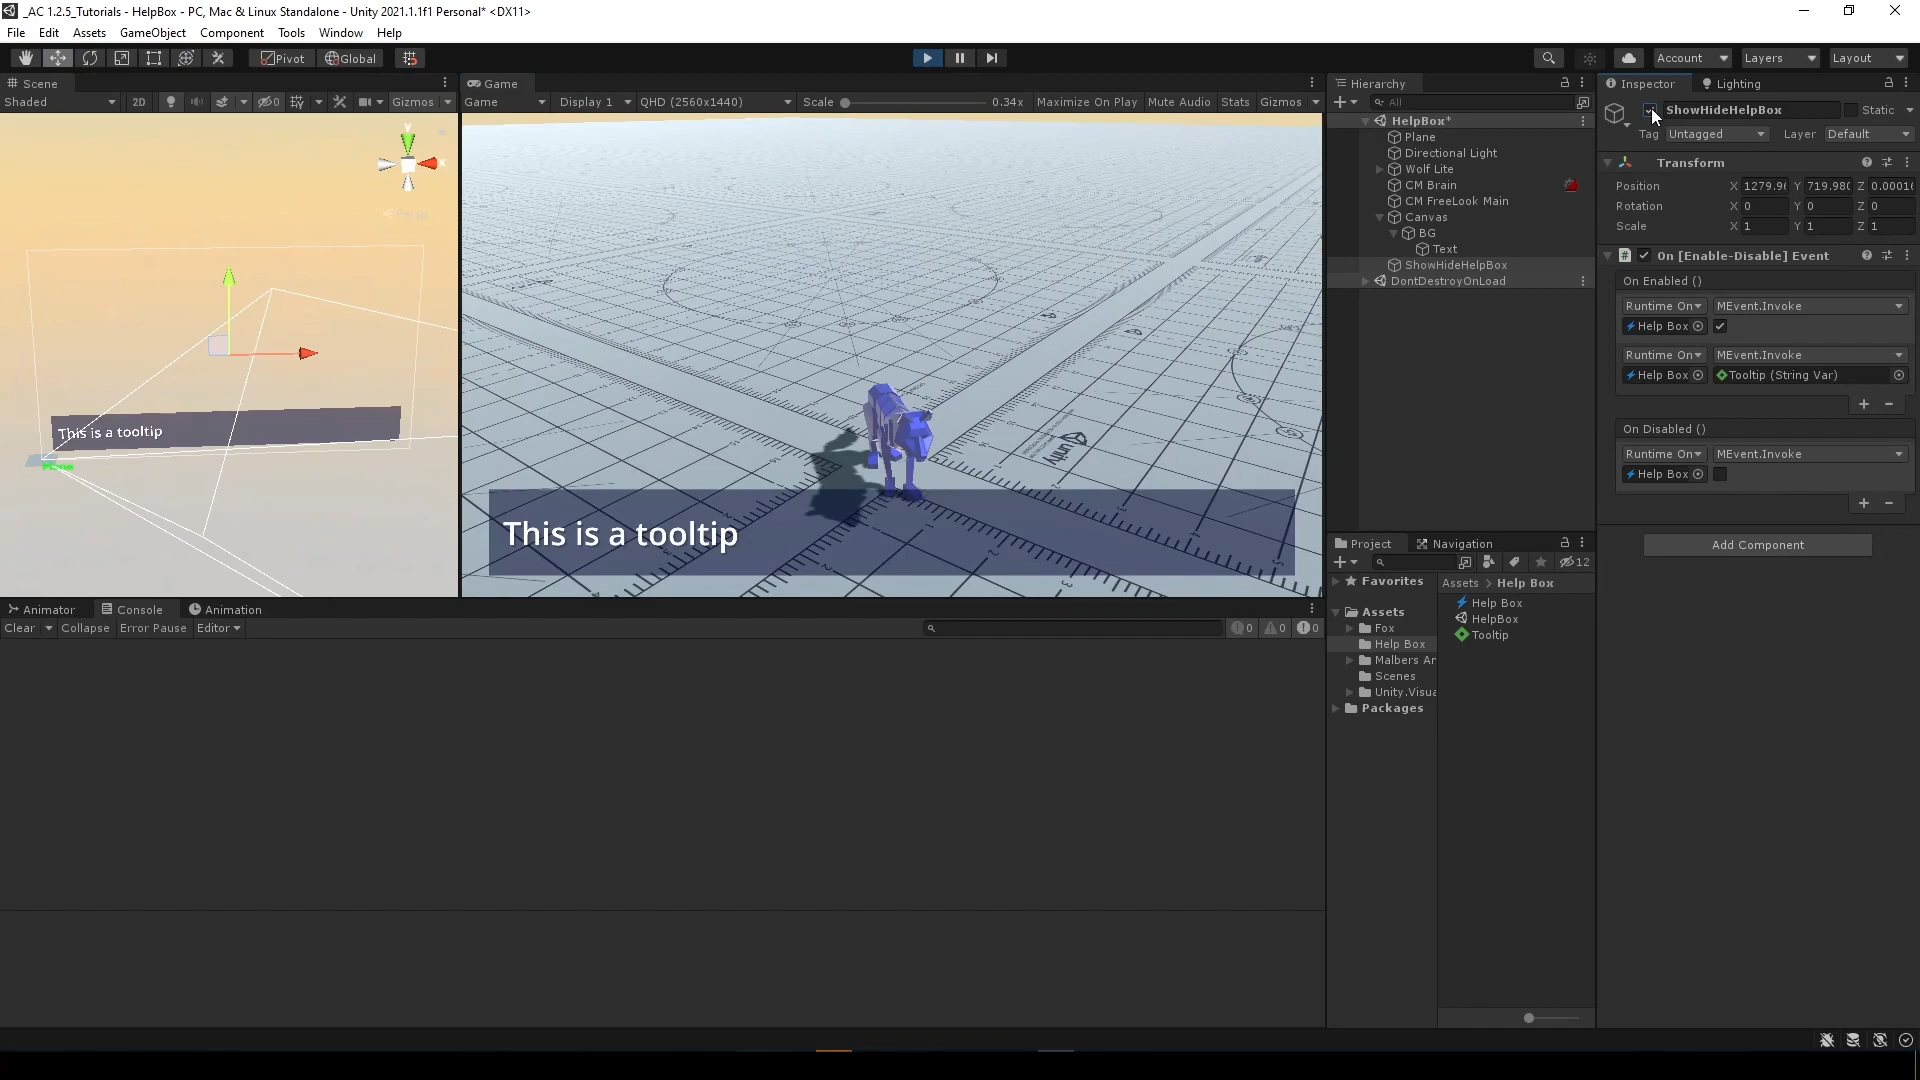 _AC 1.2.5_Tutorials - HelpBox - PC, Mac & Linux Standalone - Unity 2021.1.1f1 Personal* <DX11>
File Edit Assets GameObject Component Tools Window Help
Pivot Global Account Layers Layout
Scene
Shaded 2D Gizmos
y
x
Persp
This is a tooltip
Plane
Game
Game Display 1 QHD (2560x1440) Scale 0.34x Maximize On Play Mute Audio Stats Gizmos
unity
This is a tooltip
Hierarchy
All
HelpBox*
Plane
Directional Light
Wolf Lite
CM Brain
CM FreeLook Main
Canvas
BG
Text
ShowHideHelpBox
DontDestroyOnLoad
Inspector Lighting
ShowHideHelpBox Static
Tag Untagged Layer Default
Transform
Position X 1279.96 Y 719.980 Z 0.00016
Rotation X 0 Y 0 Z 0
Scale X 1 Y 1 Z 1
# On [Enable-Disable] Event
On Enabled ()
Runtime On MEvent.Invoke
Help Box
Runtime On MEvent.Invoke
Help Box Tooltip (String Var)
+ −
On Disabled ()
Runtime On MEvent.Invoke
Help Box
+ −
Add Component
Animator Console Animation
Clear Collapse Error Pause Editor 0 0 0
Project Navigation
12
Favorites
Assets
Fox
Help Box
Malbers Ar
Scenes
Unity.Visua
Packages
Assets > Help Box
Help Box
HelpBox
Tooltip